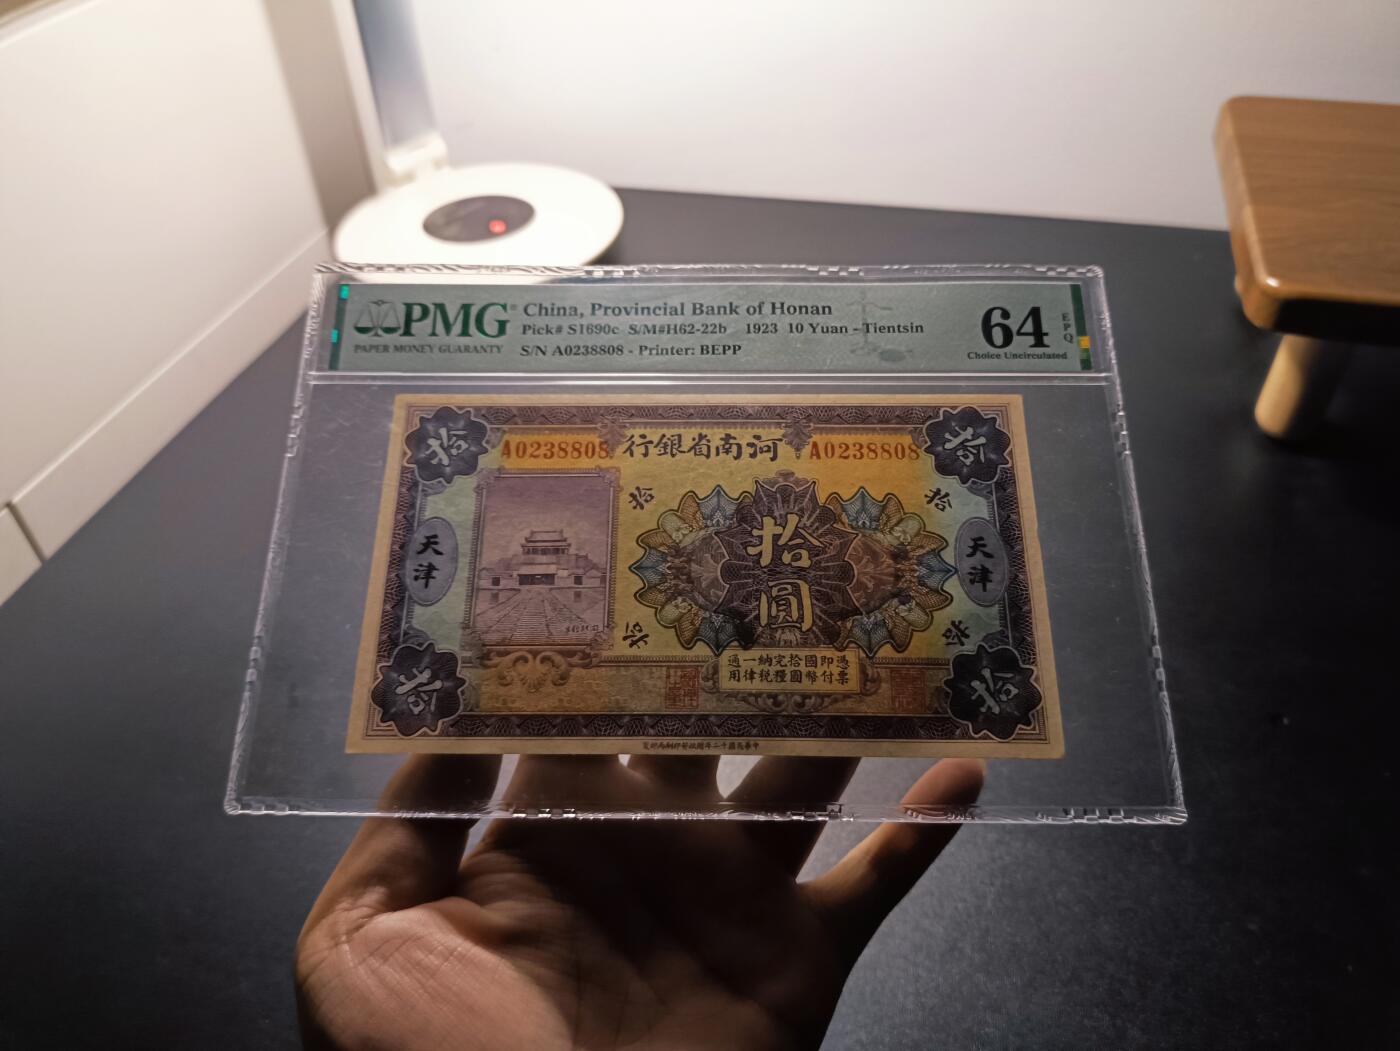 PMG
PAPER MONEY GUARANTY
China, Provincial Bank of Honan
Pick# S1690c S/M#H62-22b 1923 10 Yuan - Tientsin
S/N A0238808 - Printer: BEPP
64
EPQ
Choice Uncirculated
拾
拾
A0238808
行銀省南河
A0238808
拾
拾
天津
拾圓
天津
拾
拾
通一納完拾國即憑
用律税糧圓幣付票
拾
拾